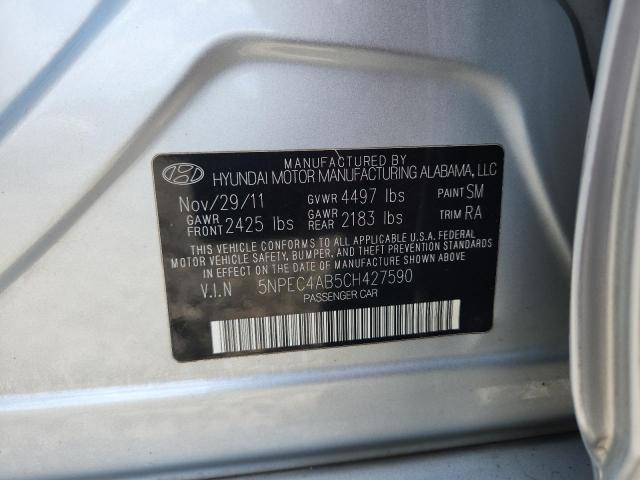 MANUFACTURED BY
HYUNDAI MOTOR MANUFACTURING ALABAMA, LLC
Nov/29/11 GVWR 4497 lbs PAINT SM
GAWR FRONT 2425 lbs GAWR REAR 2183 lbs TRIM RA
THIS VEHICLE CONFORMS TO ALL APPLICABLE U.S.A. FEDERAL
MOTOR VEHICLE SAFETY, BUMPER, AND THEFT PREVENTION STANDARDS
IN EFFECT ON THE DATE OF MANUFACTURE SHOWN ABOVE.
V.I.N 5NPEC4AB5CH427590
PASSENGER CAR